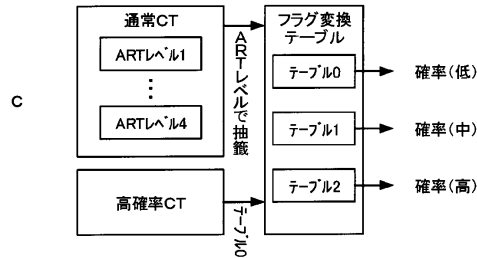 C
通常CT
ARTレベル1
⋮
ARTレベル4
高確率CT
ARTレベルで抽籤
テーブル0
フラグ変換
テーブル
テーブル0
テーブル1
テーブル2
確率(低)
確率(中)
確率(高)